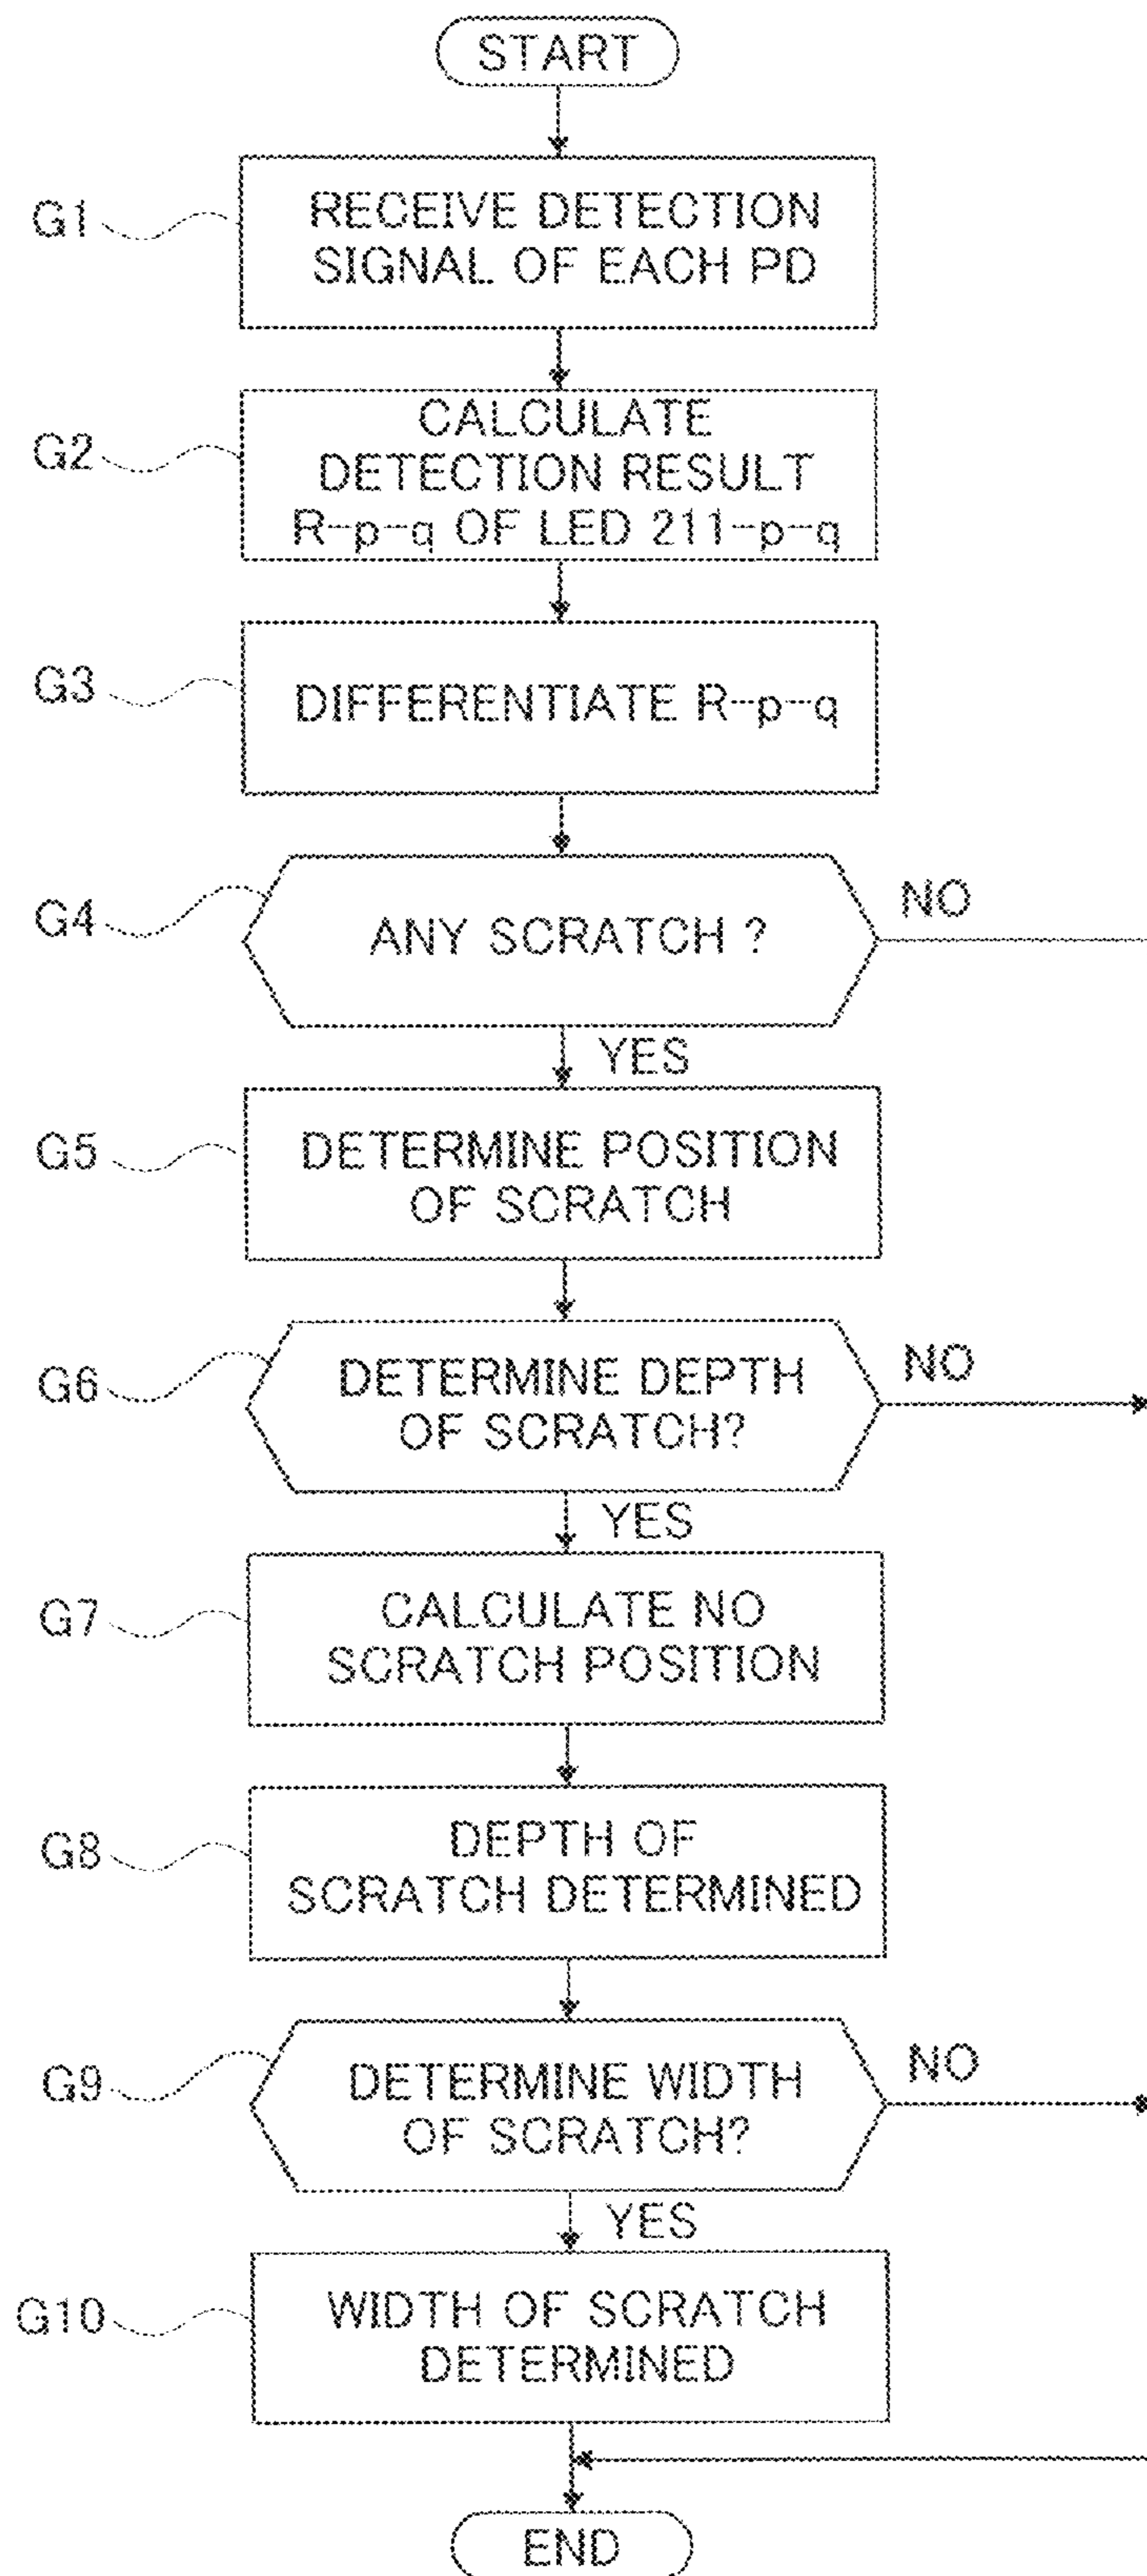 START
G1
RECEIVE DETECTION
SIGNAL OF EACH PD
G2
CALCULATE
DETECTION RESULT
R-p-q OF LED 211-p-q
G3
DIFFERENTIATE R-p-q
G4
ANY SCRATCH ?
NO
YES
G5
DETERMINE POSITION
OF SCRATCH
G6
DETERMINE DEPTH
OF SCRATCH?
NO
YES
G7
CALCULATE NO
SCRATCH POSITION
G8
DEPTH OF
SCRATCH DETERMINED
G9
DETERMINE WIDTH
OF SCRATCH?
NO
YES
G10
WIDTH OF SCRATCH
DETERMINED
END